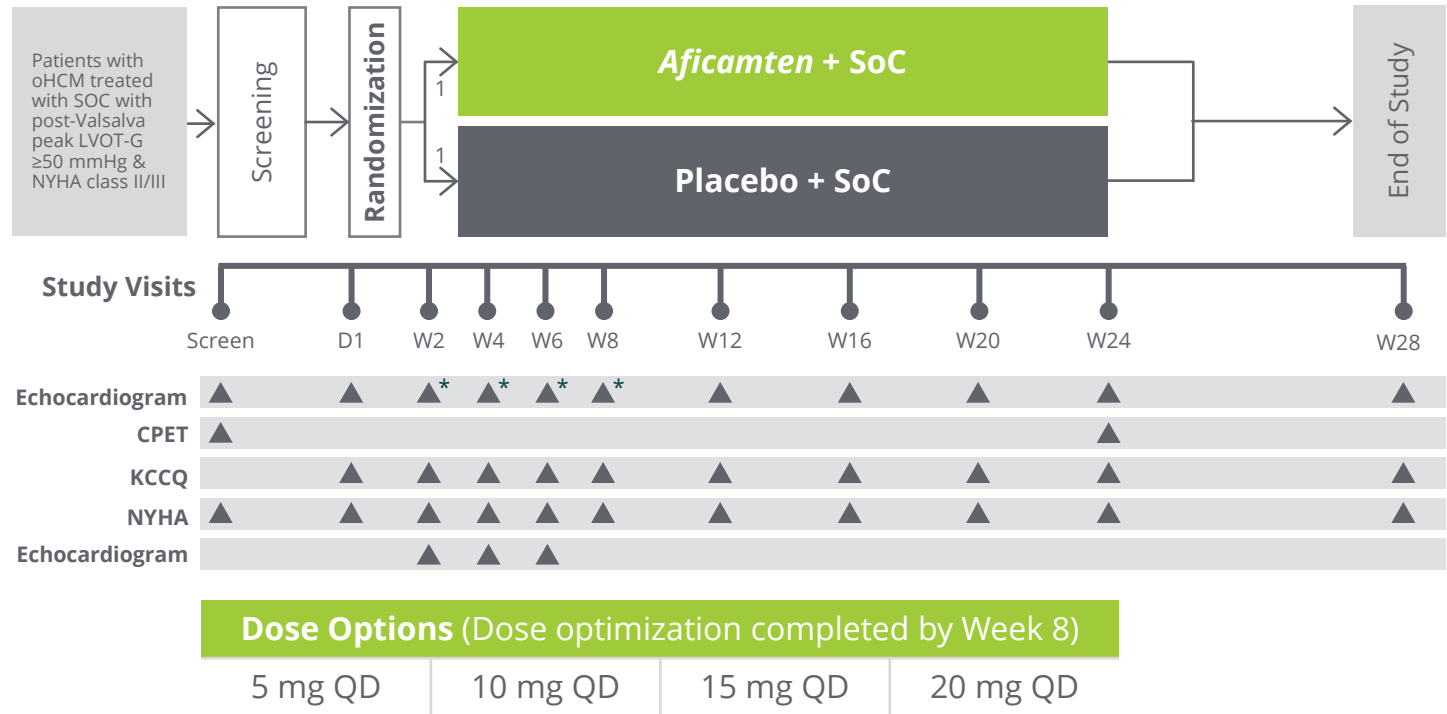 Patients with
oHCM treated
with SOC with
post-Valsalva
peak LVOT-G
≥50 mmHg &
NYHA class II/III
Screening
Randomization
1
1
Aficamten + SoC
Placebo + SoC
End of Study
Study Visits
Screen D1 W2 W4 W6 W8 W12 W16 W20 W24 W28
Echocardiogram * * * *
CPET
KCCQ
NYHA
Echocardiogram
Dose Options (Dose optimization completed by Week 8)
5 mg QD 10 mg QD 15 mg QD 20 mg QD